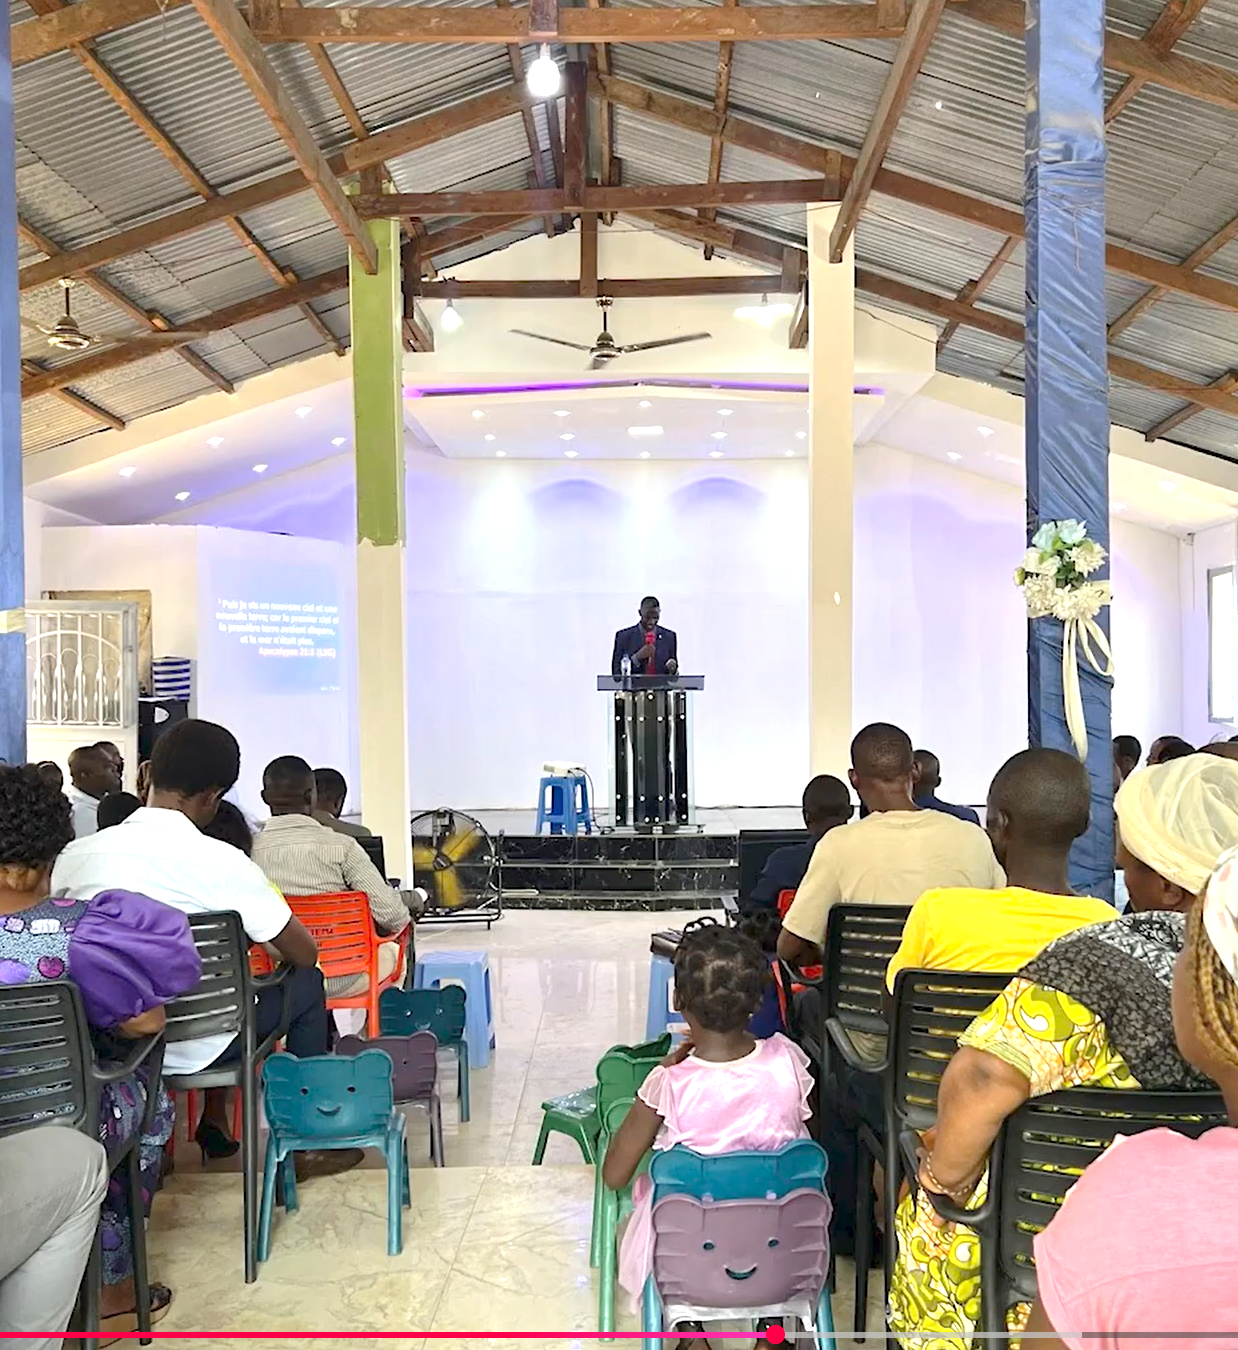 ¹ Puis je vis un nouveau ciel et une
nouvelle terre; car le premier ciel et
la première terre avaient disparu,
et la mer n'était plus.
Apocalypse 21:1 (LSG)